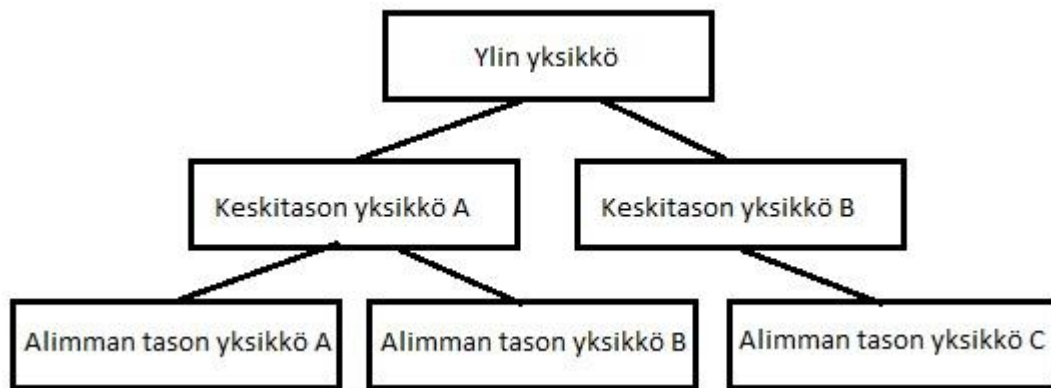 Ylin yksikkö
Keskitason yksikkö A
Keskitason yksikkö B
Alimman tason yksikkö A
Alimman tason yksikkö B
Alimman tason yksikkö C